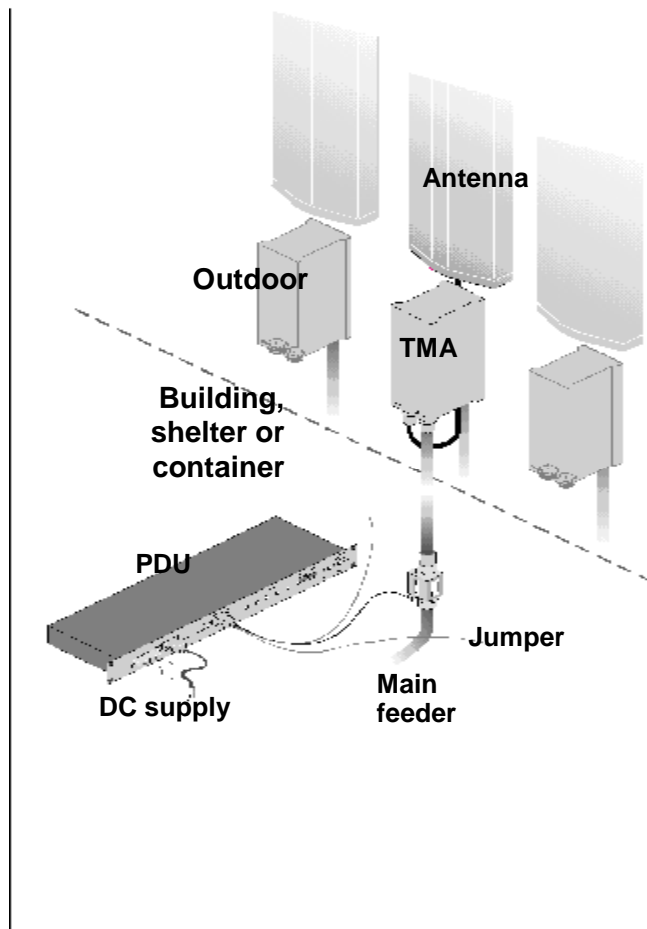 Antenna
Outdoor
TMA
Building,
shelter or
container
PDU
Jumper
Main
feeder
DC supply